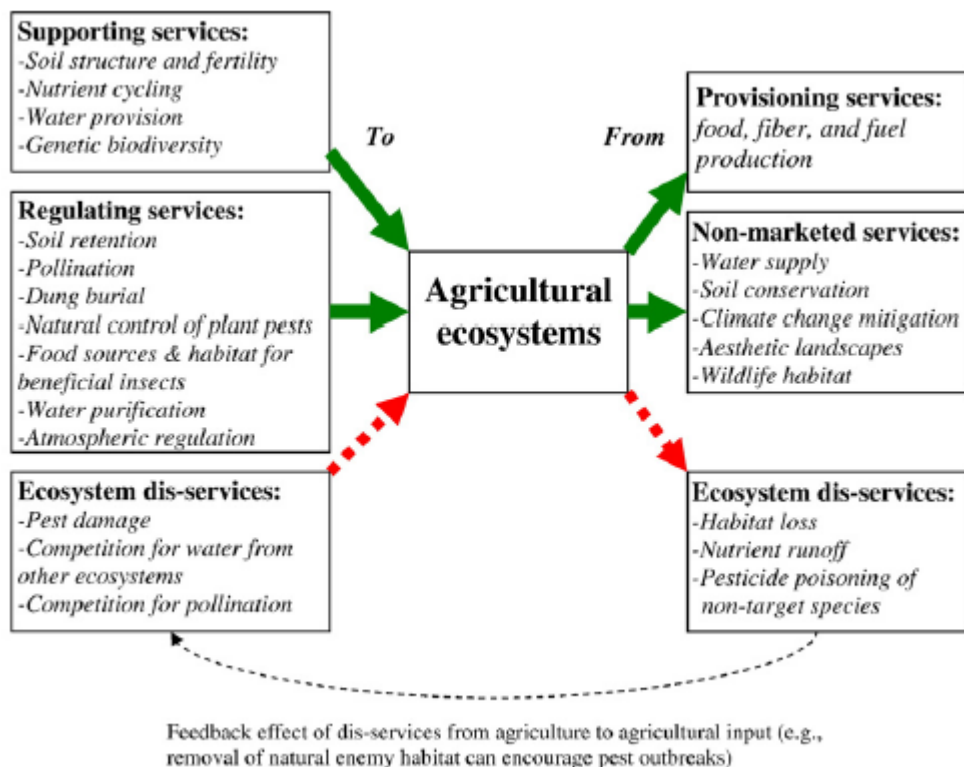 Supporting services:
-Soil structure and fertility
-Nutrient cycling
-Water provision
-Genetic biodiversity
To
From
Provisioning services:
food, fiber, and fuel
production
Regulating services:
-Soil retention
-Pollination
-Dung burial
-Natural control of plant pests
-Food sources & habitat for
beneficial insects
-Water purification
-Atmospheric regulation
Agricultural
ecosystems
Non-marketed services:
-Water supply
-Soil conservation
-Climate change mitigation
-Aesthetic landscapes
-Wildlife habitat
Ecosystem dis-services:
-Pest damage
-Competition for water from
other ecosystems
-Competition for pollination
Ecosystem dis-services:
-Habitat loss
-Nutrient runoff
-Pesticide poisoning of
non-target species
Feedback effect of dis-services from agriculture to agricultural input (e.g.,
removal of natural enemy habitat can encourage pest outbreaks)